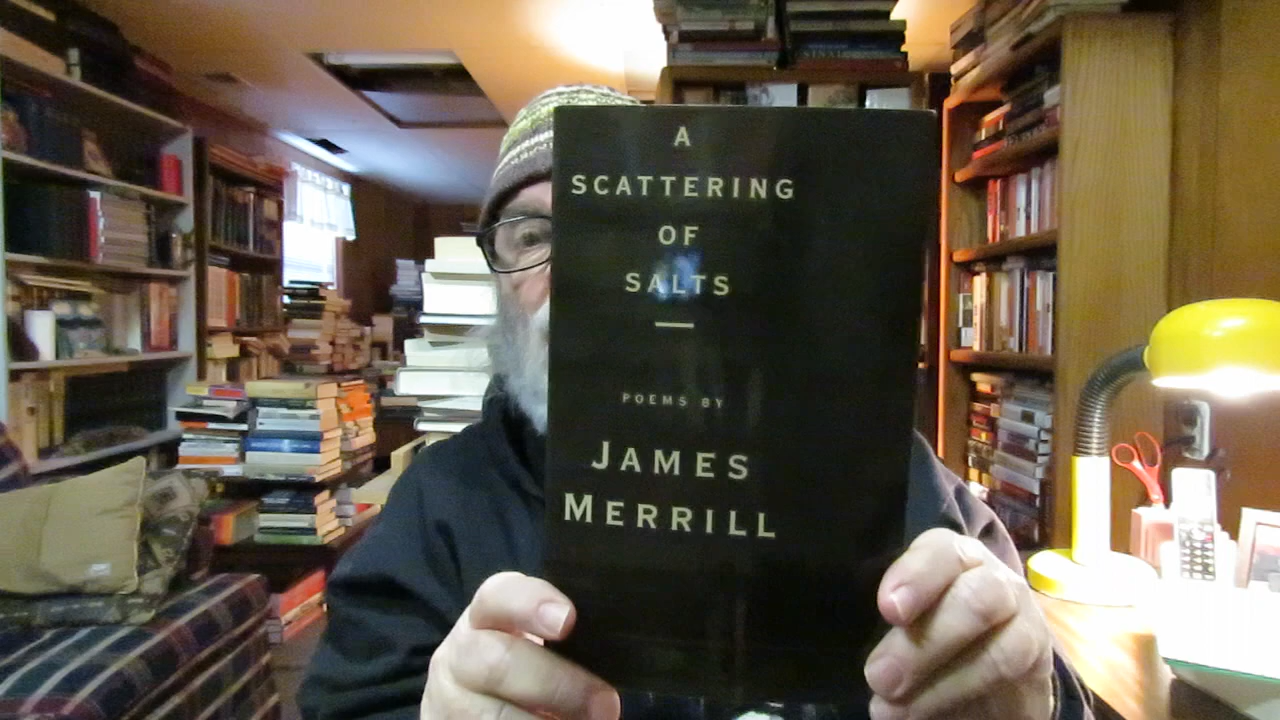 A
SCATTERING
OF
SALTS
POEMS BY
JAMES
MERRILL